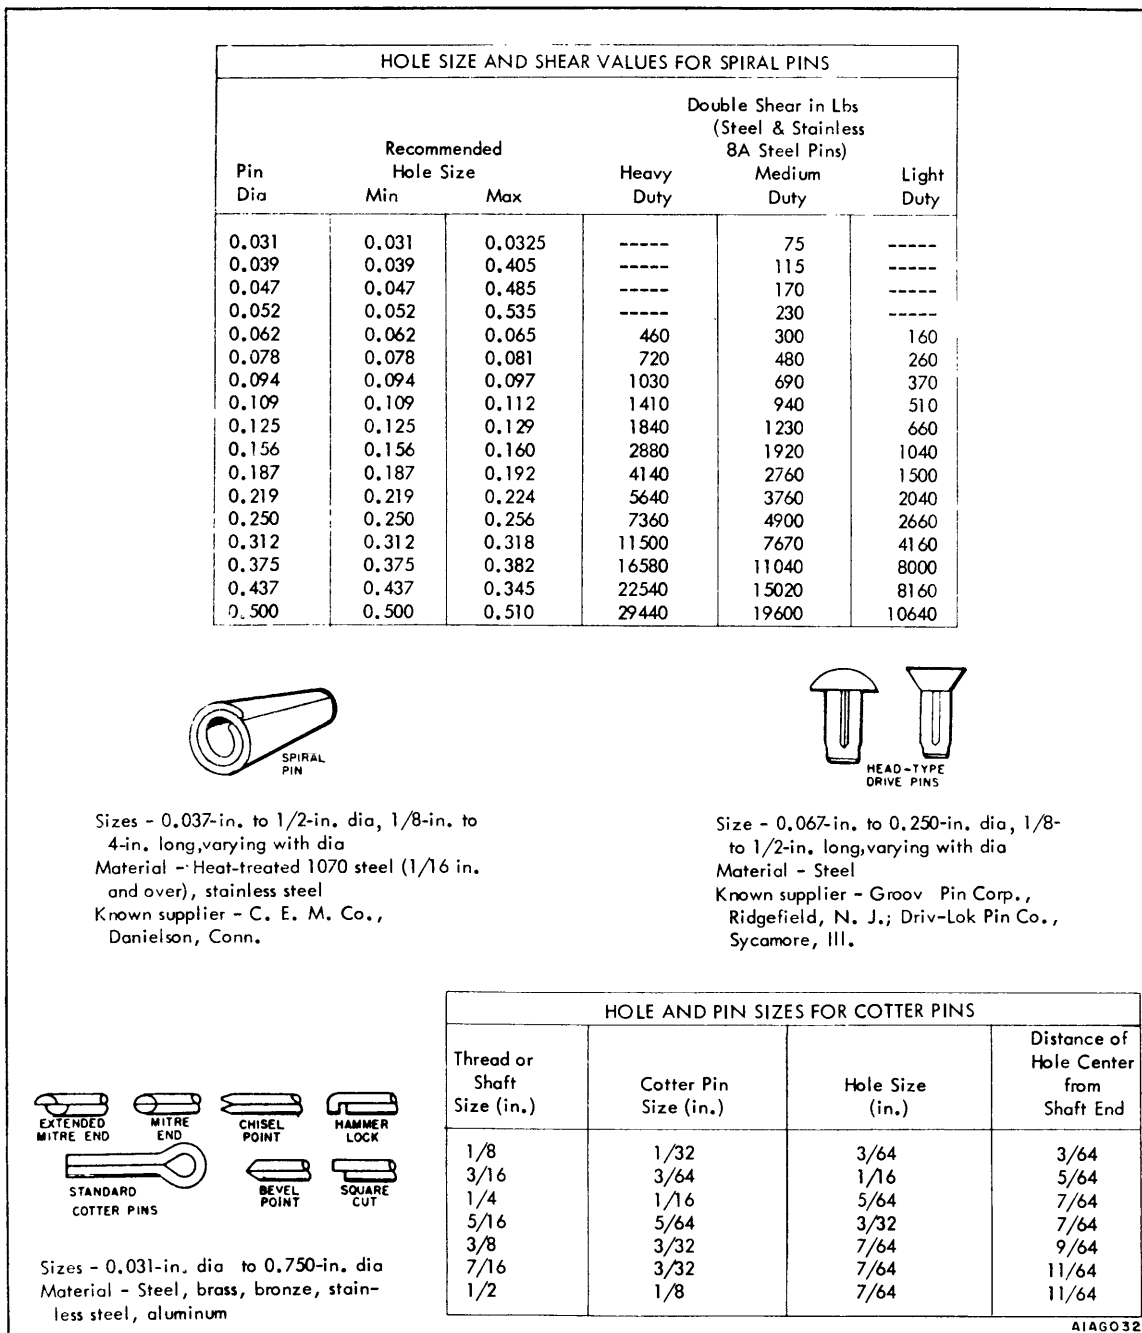 HOLE SIZE AND SHEAR VALUES FOR SPIRAL PINS
Double Shear in Lbs
(Steel & Stainless
Recommended 8A Steel Pins)
Pin Hole Size Heavy Medium Light
Dia Min Max Duty Duty Duty
0.031 0.031 0.0325 ----- 75 -----
0.039 0.039 0.405 ----- 115 -----
0.047 0.047 0.485 ----- 170 -----
0.052 0.052 0.535 ----- 230 -----
0.062 0.062 0.065 460 300 160
0.078 0.078 0.081 720 480 260
0.094 0.094 0.097 1030 690 370
0.109 0.109 0.112 1410 940 510
0.125 0.125 0.129 1840 1230 660
0.156 0.156 0.160 2880 1920 1040
0.187 0.187 0.192 4140 2760 1500
0.219 0.219 0.224 5640 3760 2040
0.250 0.250 0.256 7360 4900 2660
0.312 0.312 0.318 11500 7670 4160
0.375 0.375 0.382 16580 11040 8000
0.437 0.437 0.345 22540 15020 8160
0.500 0.500 0.510 29440 19600 10640
SPIRAL
PIN
Sizes - 0.037-in. to 1/2-in. dia, 1/8-in. to
4-in. long,varying with dia
Material - Heat-treated 1070 steel (1/16 in.
and over), stainless steel
Known supplier - C. E. M. Co.,
Danielson, Conn.
HEAD-TYPE
DRIVE PINS
Size - 0.067-in. to 0.250-in. dia, 1/8-
to 1/2-in. long,varying with dia
Material - Steel
Known supplier - Groov Pin Corp.,
Ridgefield, N. J.; Driv-Lok Pin Co.,
Sycamore, Ill.
EXTENDED
MITRE END
MITRE
END
CHISEL
POINT
HAMMER
LOCK
STANDARD
COTTER PINS
BEVEL
POINT
SQUARE
CUT
Sizes - 0.031-in. dia to 0.750-in. dia
Material - Steel, brass, bronze, stain-
less steel, aluminum
HOLE AND PIN SIZES FOR COTTER PINS
Distance of
Thread or Hole Center
Shaft Cotter Pin Hole Size from
Size (in.) Size (in.) (in.) Shaft End
1/8 1/32 3/64 3/64
3/16 3/64 1/16 5/64
1/4 1/16 5/64 7/64
5/16 5/64 3/32 7/64
3/8 3/32 7/64 9/64
7/16 3/32 7/64 11/64
1/2 1/8 7/64 11/64
A1AG032